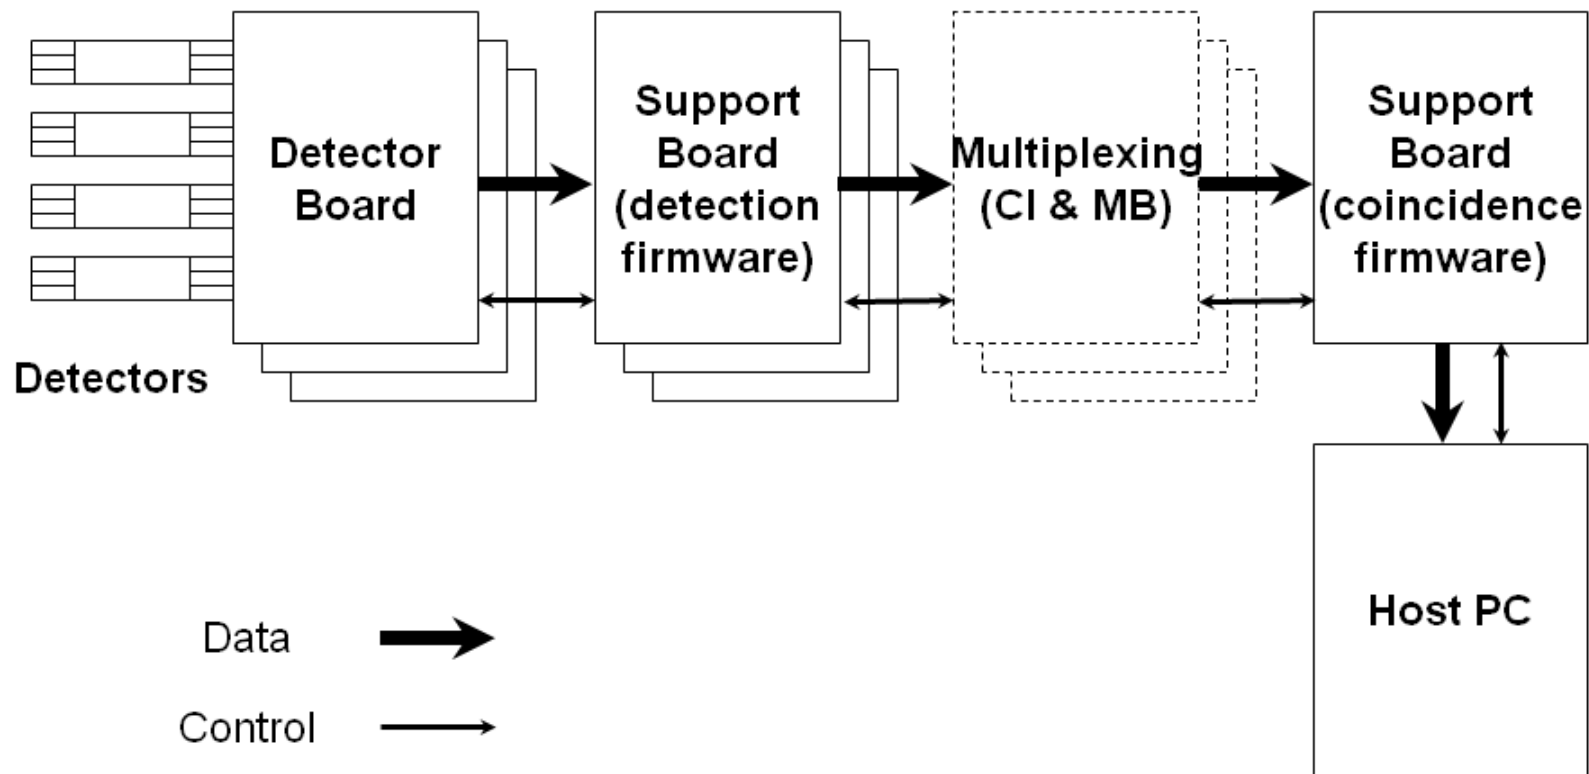 Detector
Board
Support
Board
(detection
firmware)
Multiplexing
(CI & MB)
Support
Board
(coincidence
firmware)
Detectors
Host PC
Data
Control